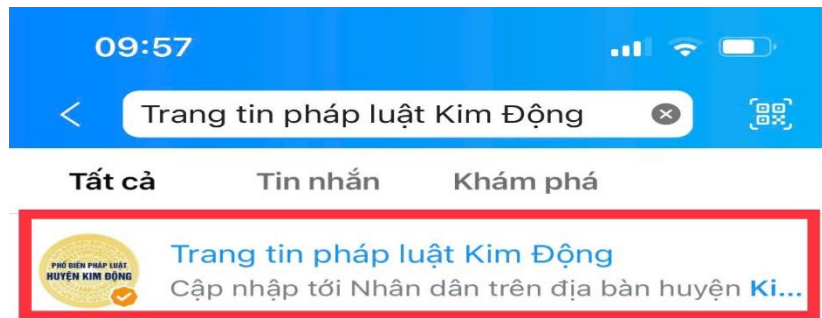 09:57
Trang tin pháp luật Kim Động
Tất cả Tin nhắn Khám phá
PHỔ BIẾN PHÁP LUẬT
HUYỆN KIM ĐỘNG
Trang tin pháp luật Kim Động
Cập nhập tới Nhân dân trên địa bàn huyện Ki...